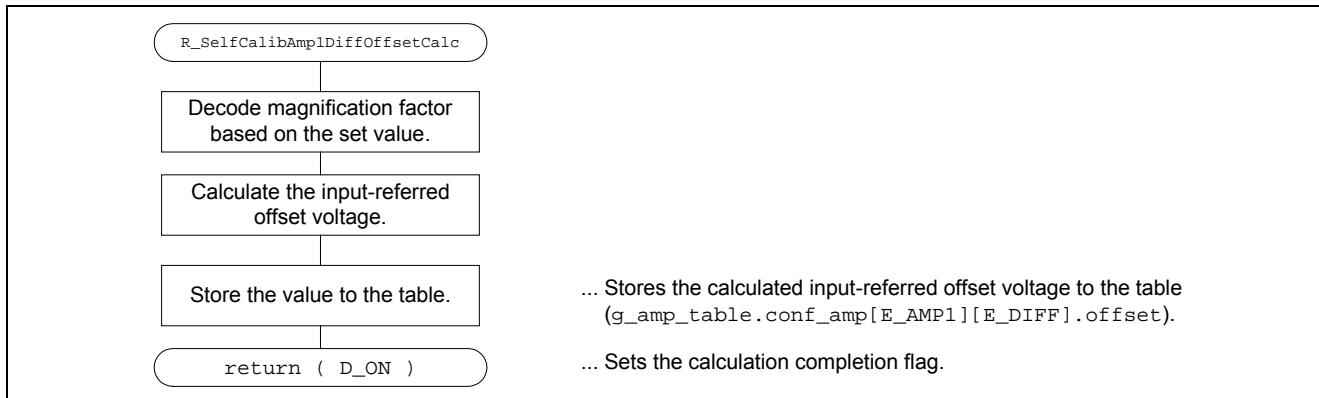 R_SelfCalibAmp1DiffOffsetCalc
Decode magnification factor
based on the set value.
Calculate the input-referred
offset voltage.
Store the value to the table.
... Stores the calculated input-referred offset voltage to the table
(g_amp_table.conf_amp[E_AMP1][E_DIFF].offset).
return ( D_ON )
... Sets the calculation completion flag.